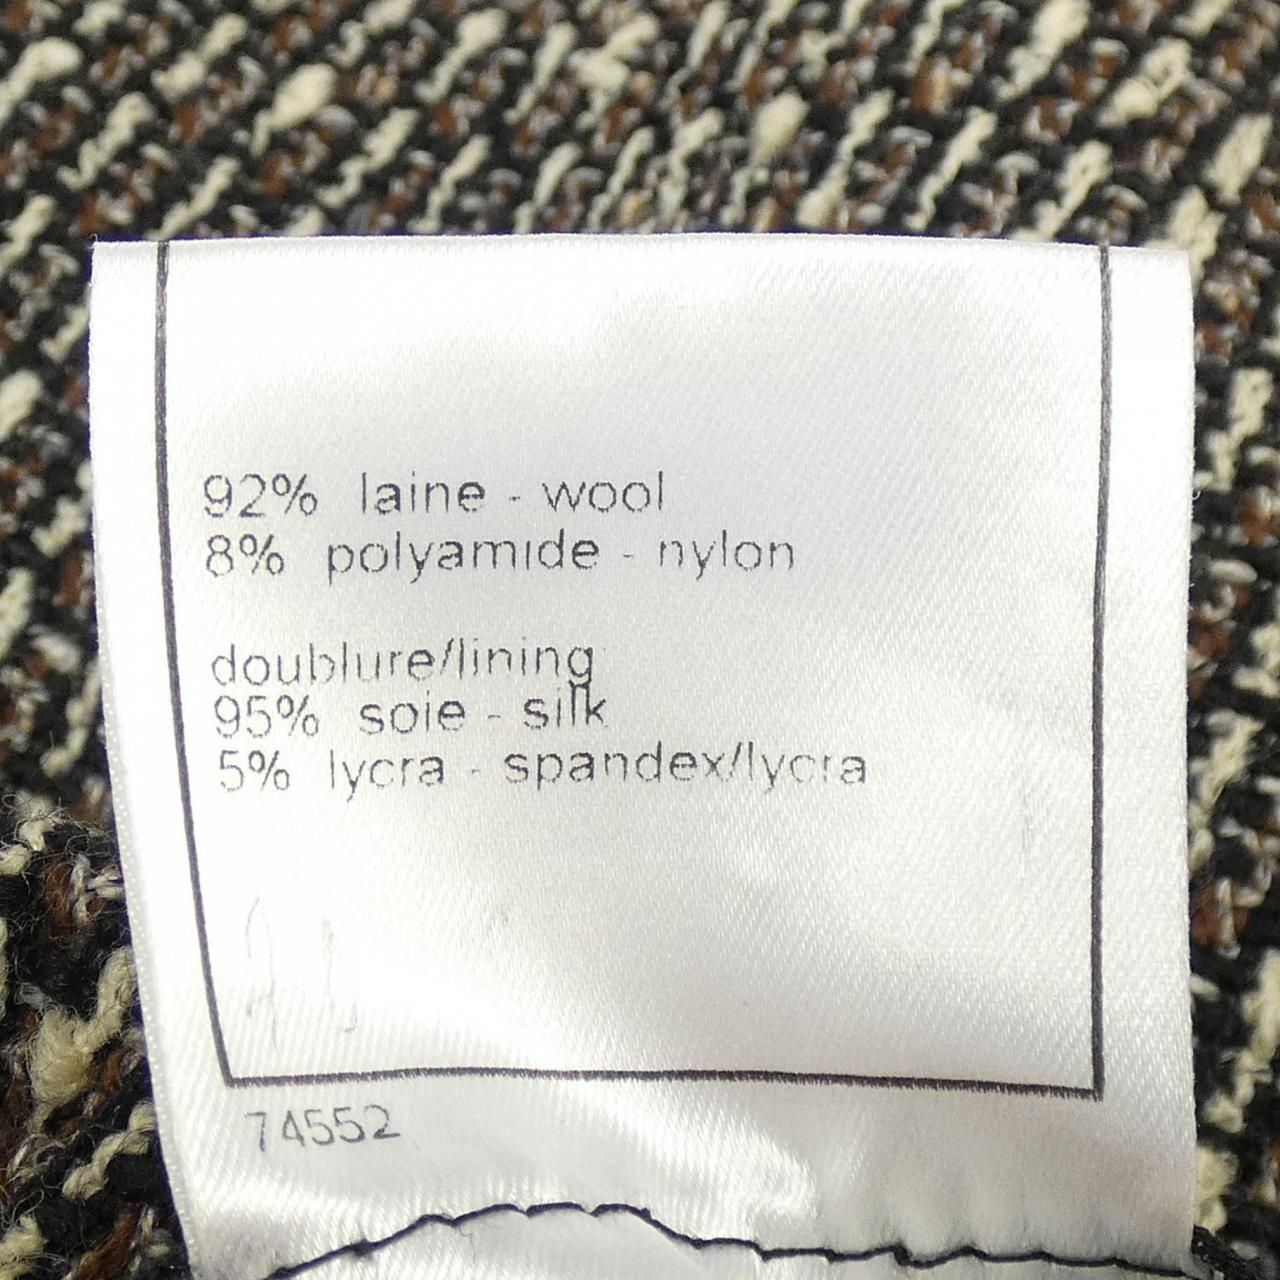 92% laine - wool
8% polyamide - nylon
doublure/lining
95% soie - silk
5% lycra - spandex/lycra
74552